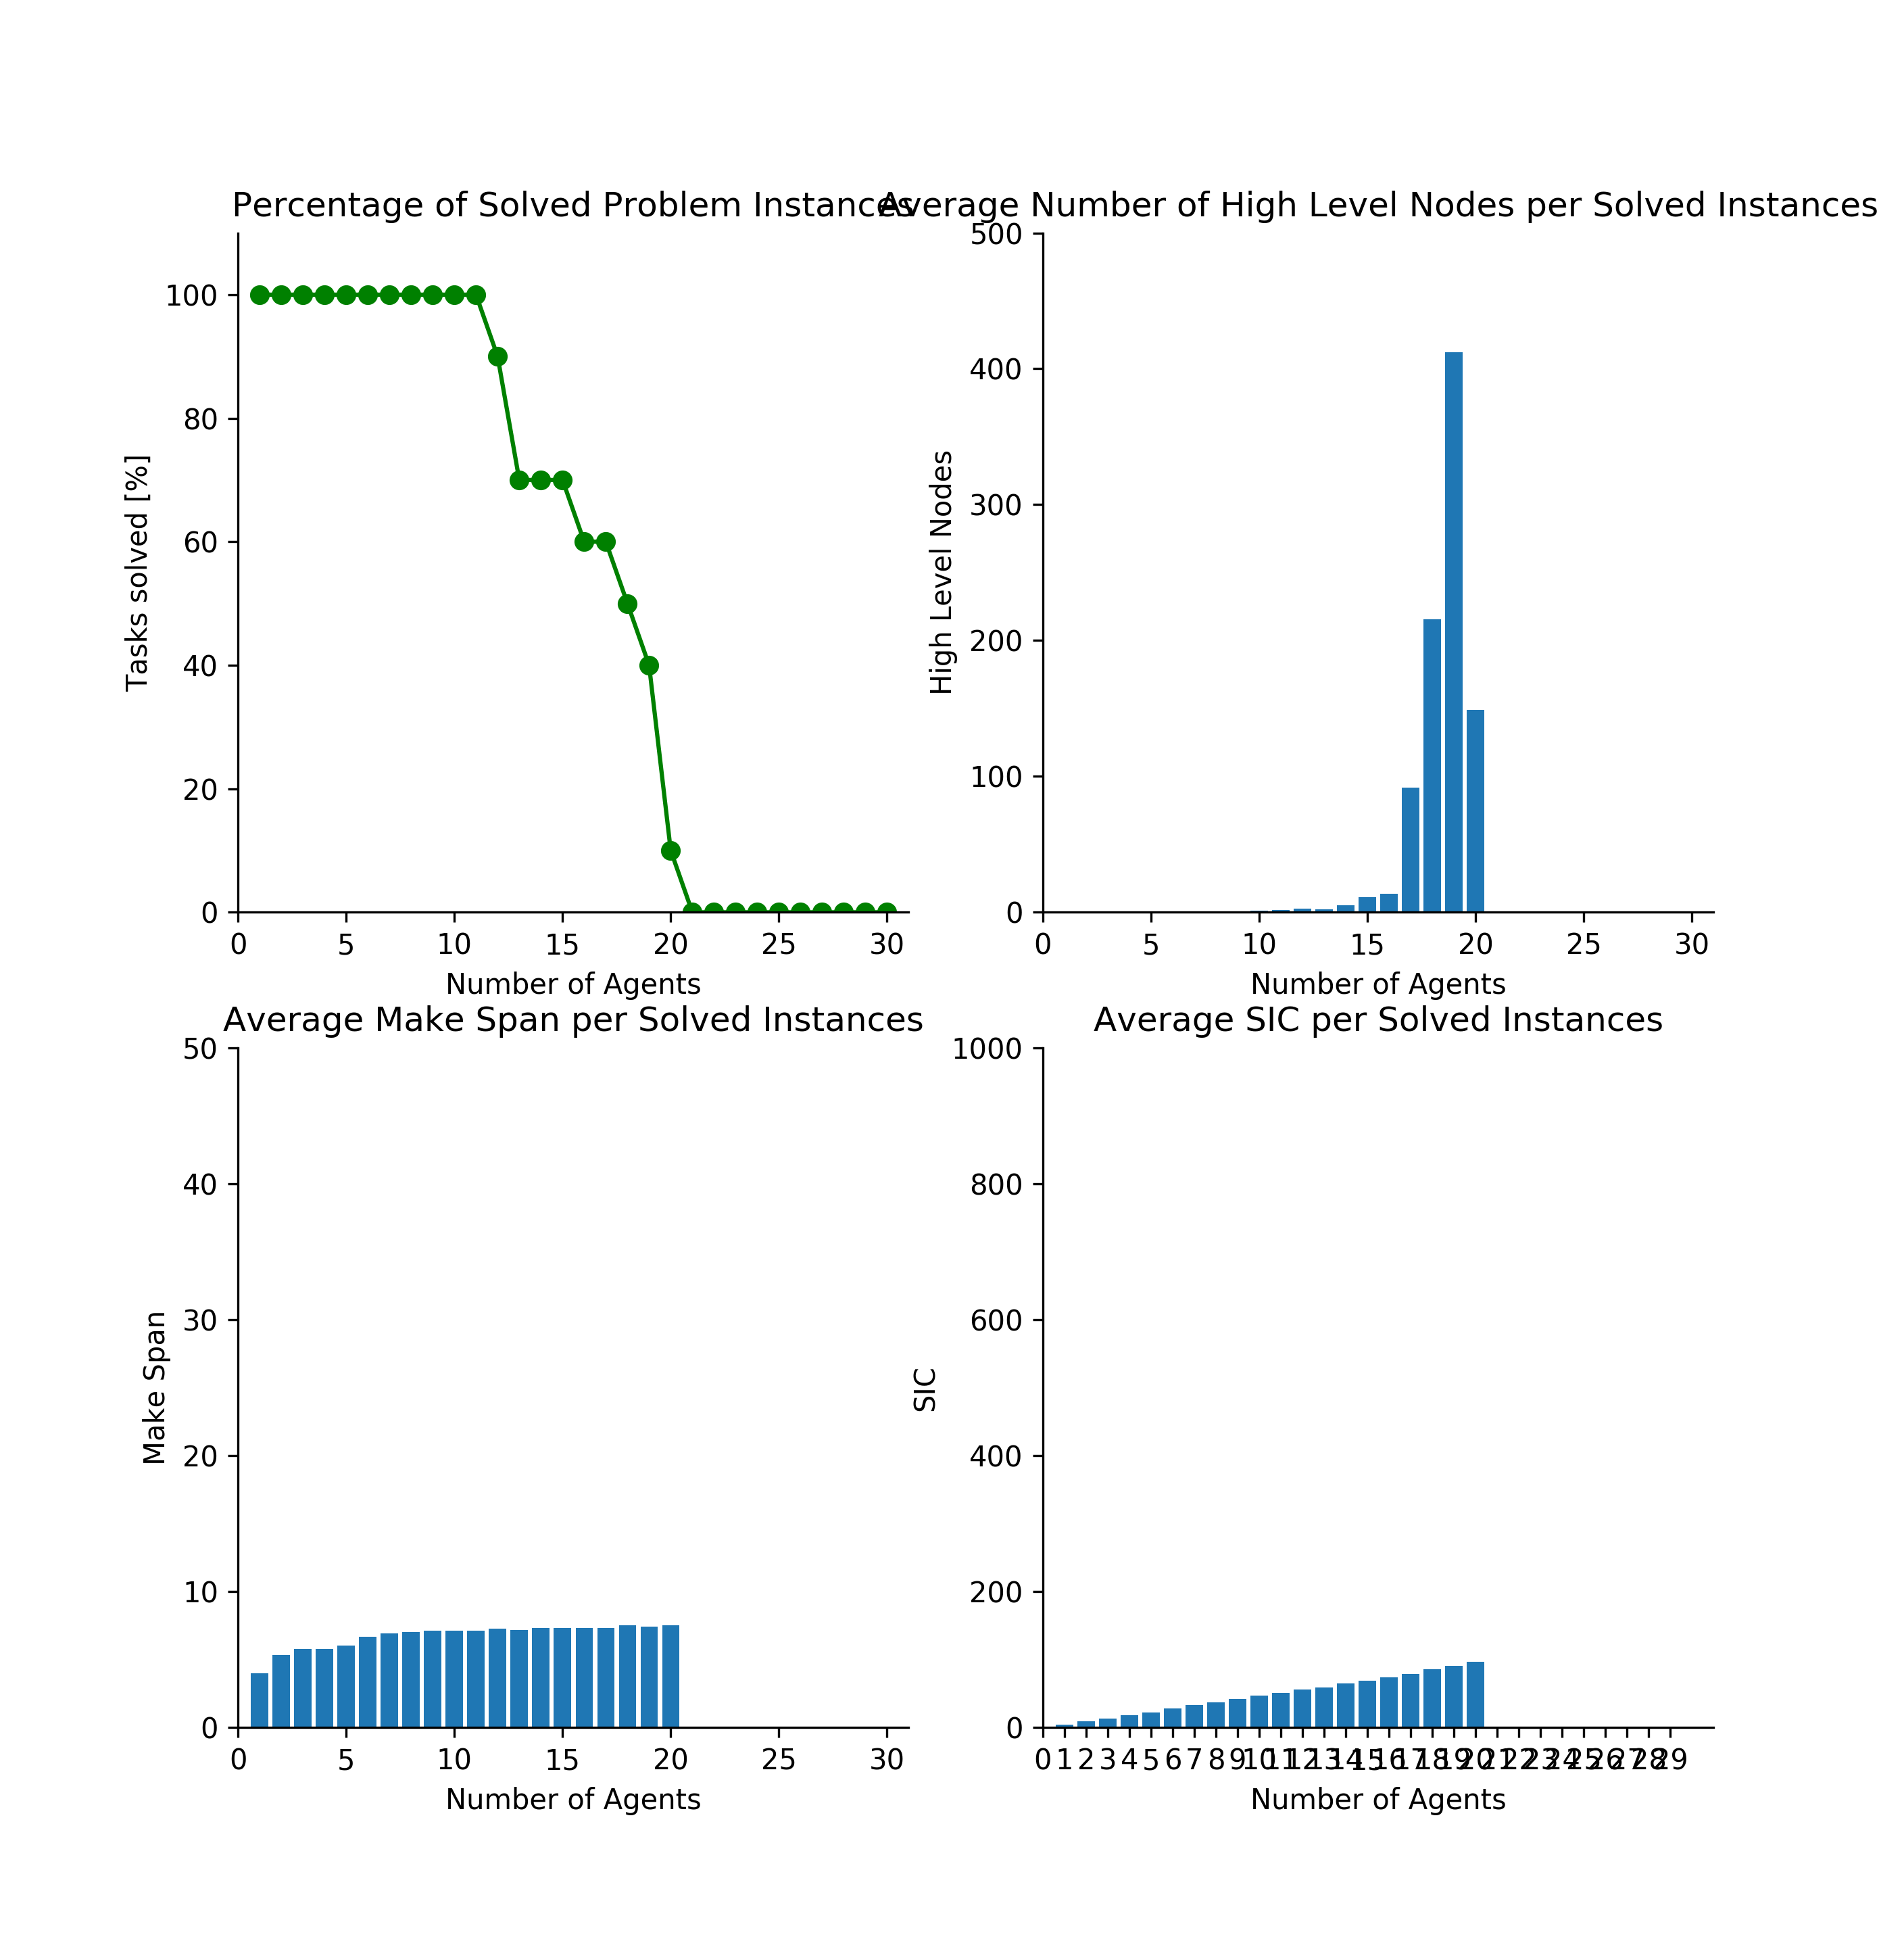 Percentage of Solved Problem Instances
100
80
60
40
20
0
Tasks solved [%]
0 5 10 15 20 25 30
Number of Agents
Average Number of High Level Nodes per Solved Instances
500
400
300
200
100
0
High Level Nodes
0 5 10 15 20 25 30
Number of Agents
Average Make Span per Solved Instances
50
40
30
20
10
0
Make Span
0 5 10 15 20 25 30
Number of Agents
Average SIC per Solved Instances
1000
800
600
400
200
0
SIC
0 1 2 3 4 5 6 7 8 9 10 11 12 13 14 15 16 17 18 19 20 21 22 23 24 25 26 27 28 29
Number of Agents